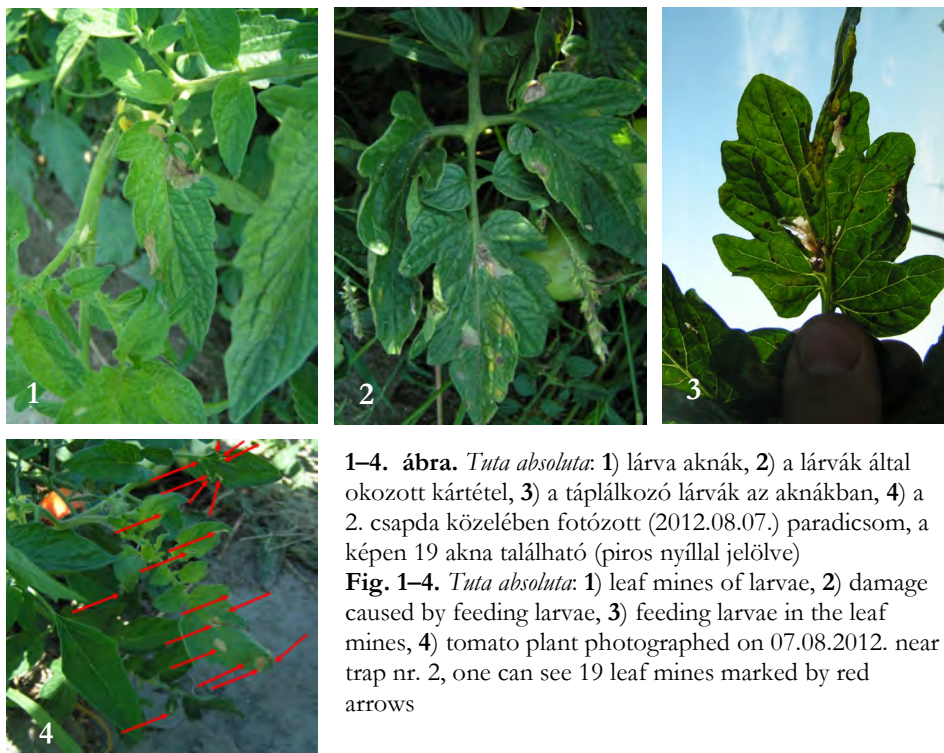 1
2
3
4
1–4. ábra. Tuta absoluta: 1) lárva aknák, 2) a lárvák által
okozott kártétel, 3) a táplálkozó lárvák az aknákban, 4) a
2. csapda közelében fotózott (2012.08.07.) paradicsom, a
képen 19 akna található (piros nyíllal jelölve)
Fig. 1–4. Tuta absoluta: 1) leaf mines of larvae, 2) damage
caused by feeding larvae, 3) feeding larvae in the leaf
mines, 4) tomato plant photographed on 07.08.2012. near
trap nr. 2, one can see 19 leaf mines marked by red
arrows